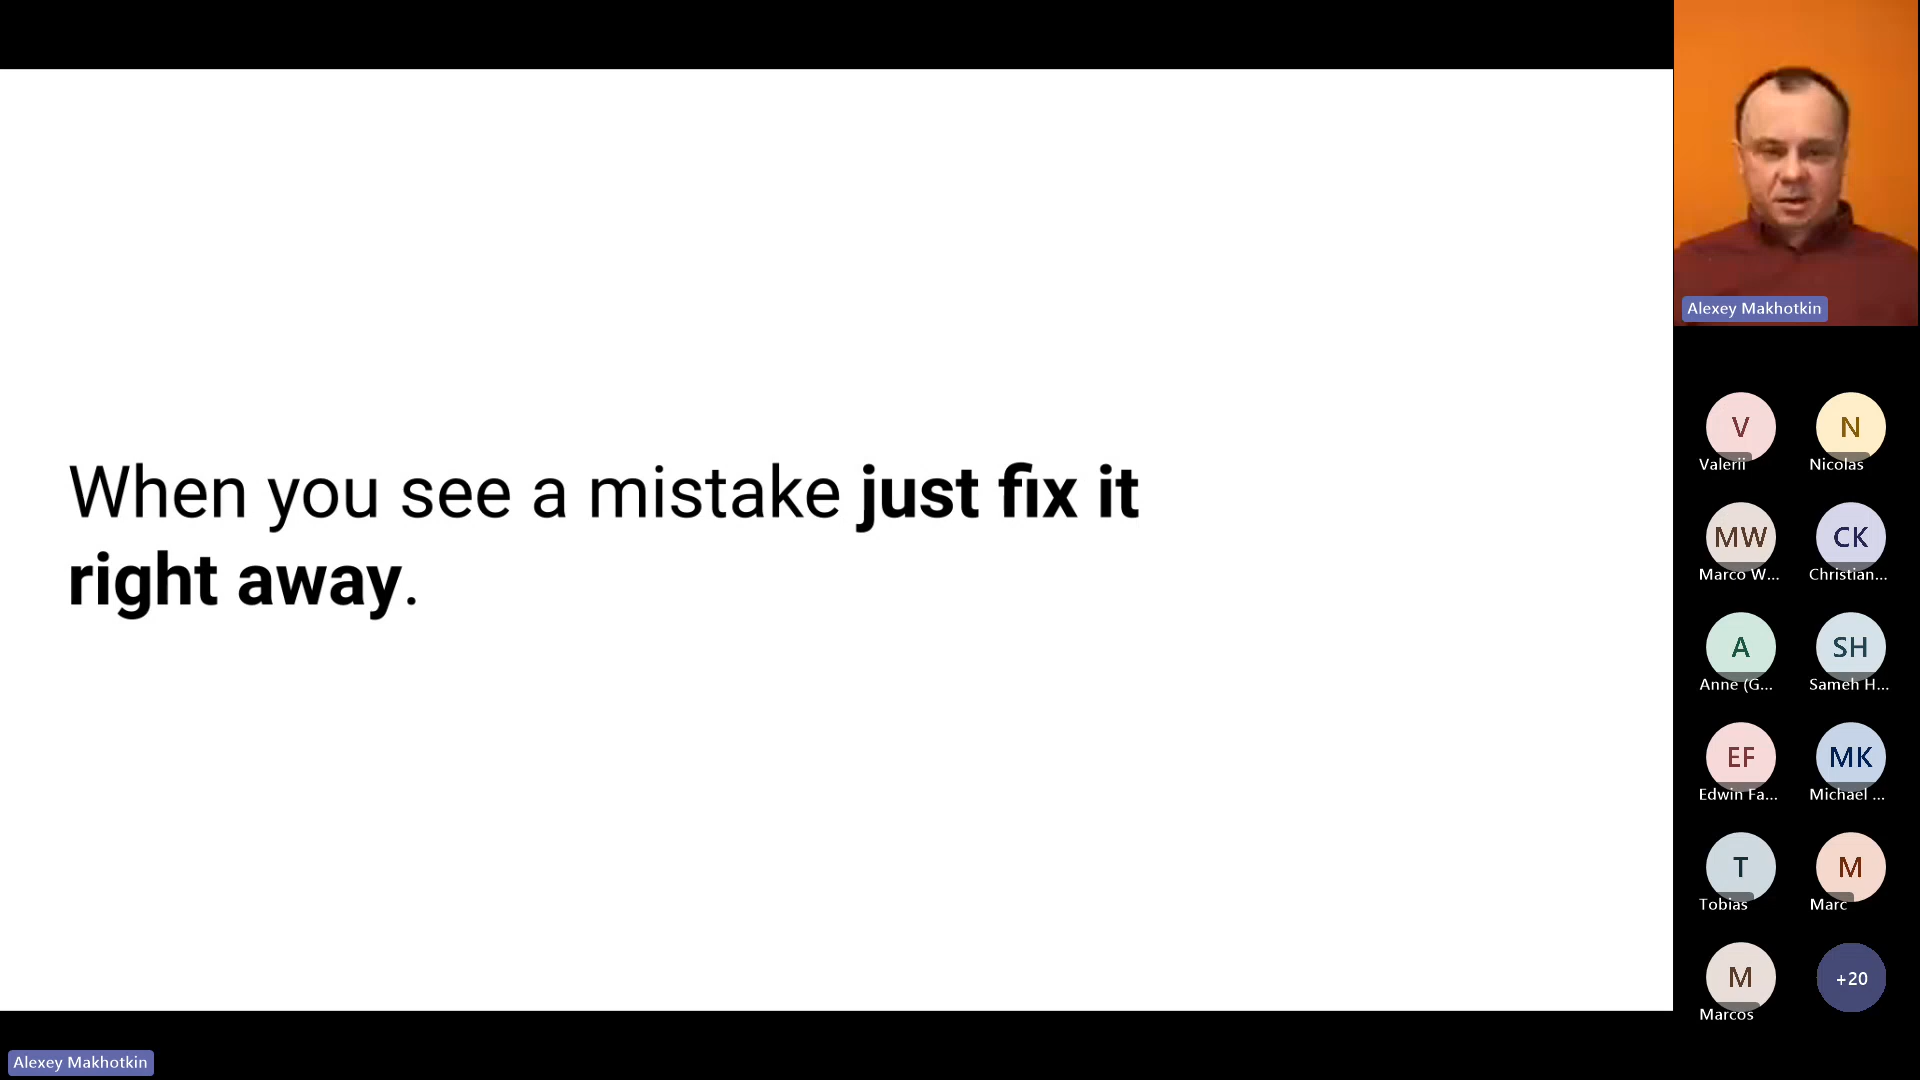 When you see a mistake just fix it
right away.
Alexey Makhotkin
V
N
Valerii
Nicolas
MW
CK
Marco W...
Christian...
A
SH
Anne (G...
Sameh H...
EF
MK
Edwin Fa...
Michael ...
T
M
Tobias
Marc
M
+20
Marcos
Alexey Makhotkin